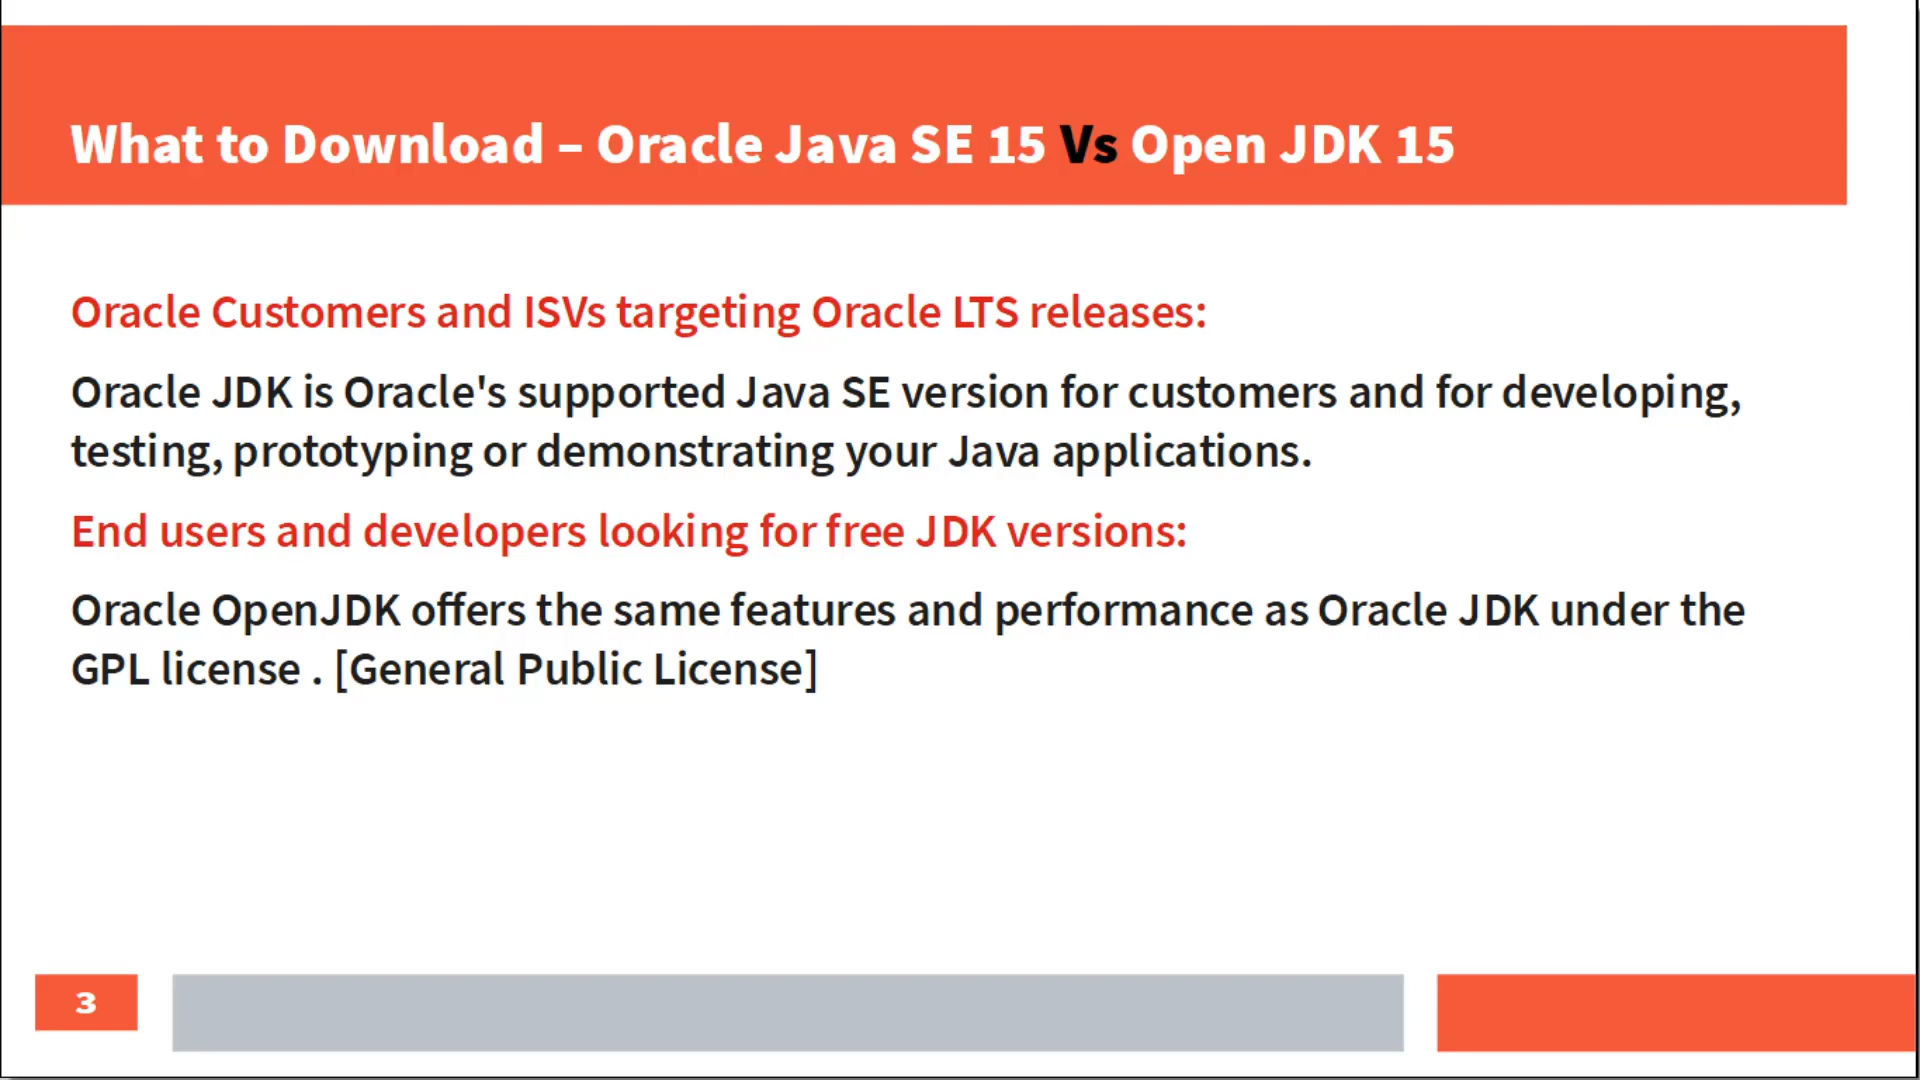 What to Download – Oracle Java SE 15 Vs Open JDK 15
Oracle Customers and ISVs targeting Oracle LTS releases:
Oracle JDK is Oracle's supported Java SE version for customers and for developing,
testing, prototyping or demonstrating your Java applications.
End users and developers looking for free JDK versions:
Oracle OpenJDK offers the same features and performance as Oracle JDK under the
GPL license . [General Public License]
3